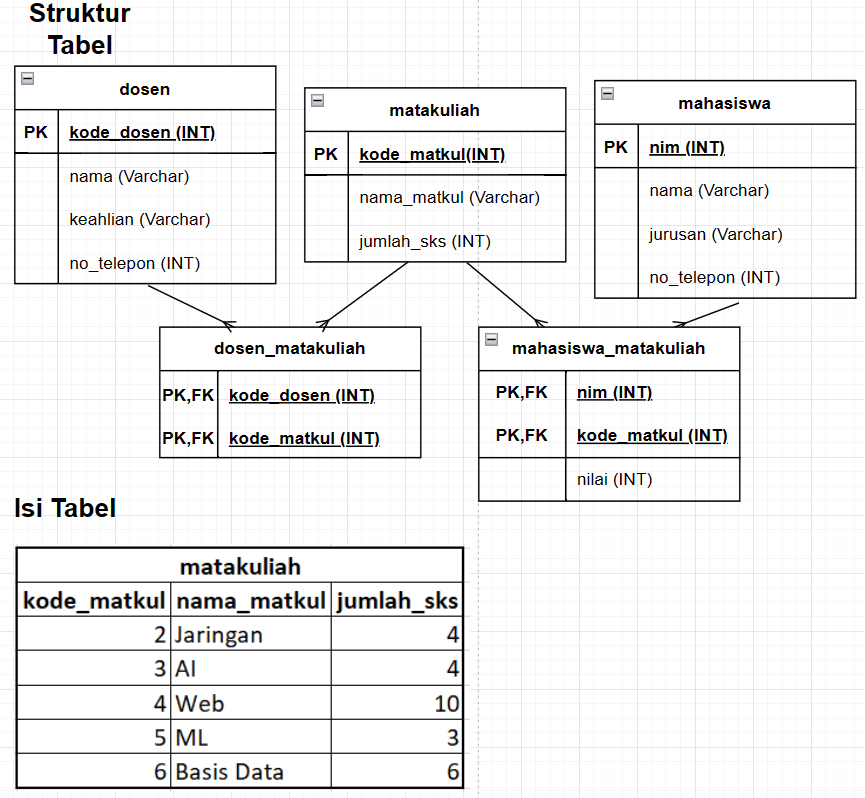 Struktur
Tabel
dosen
PK kode_dosen (INT)
nama (Varchar)
keahlian (Varchar)
no_telepon (INT)
matakuliah
PK kode_matkul(INT)
nama_matkul (Varchar)
jumlah_sks (INT)
mahasiswa
PK nim (INT)
nama (Varchar)
jurusan (Varchar)
no_telepon (INT)
dosen_matakuliah
PK,FK kode_dosen (INT)
PK,FK kode_matkul (INT)
mahasiswa_matakuliah
PK,FK nim (INT)
PK,FK kode_matkul (INT)
nilai (INT)
Isi Tabel
matakuliah
kode_matkul nama_matkul jumlah_sks
2 Jaringan 4
3 AI 4
4 Web 10
5 ML 3
6 Basis Data 6